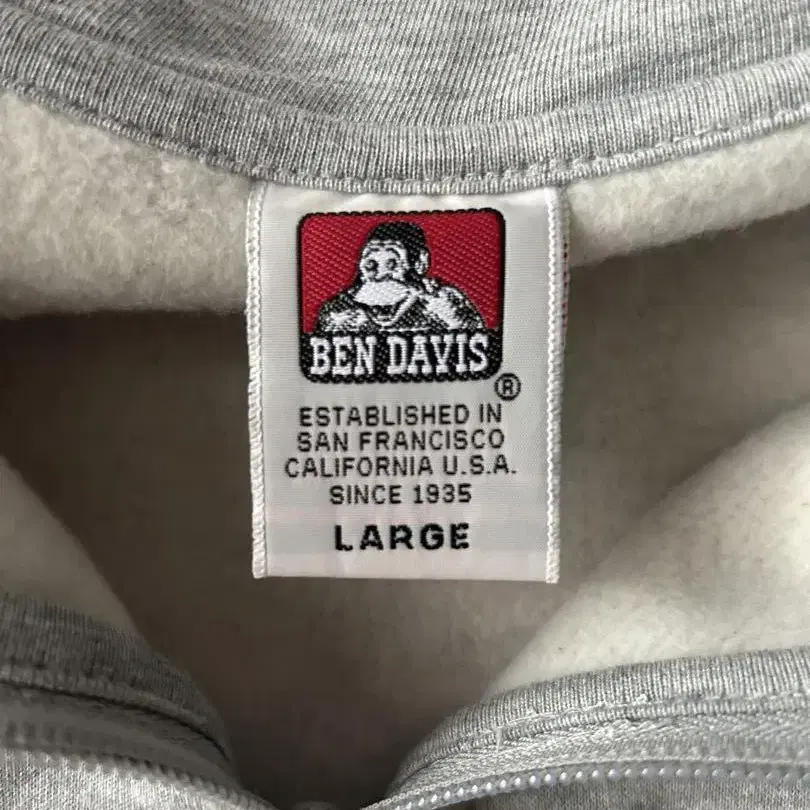 BEN DAVIS
®
ESTABLISHED IN
SAN FRANCISCO
CALIFORNIA U.S.A.
SINCE 1935
LARGE